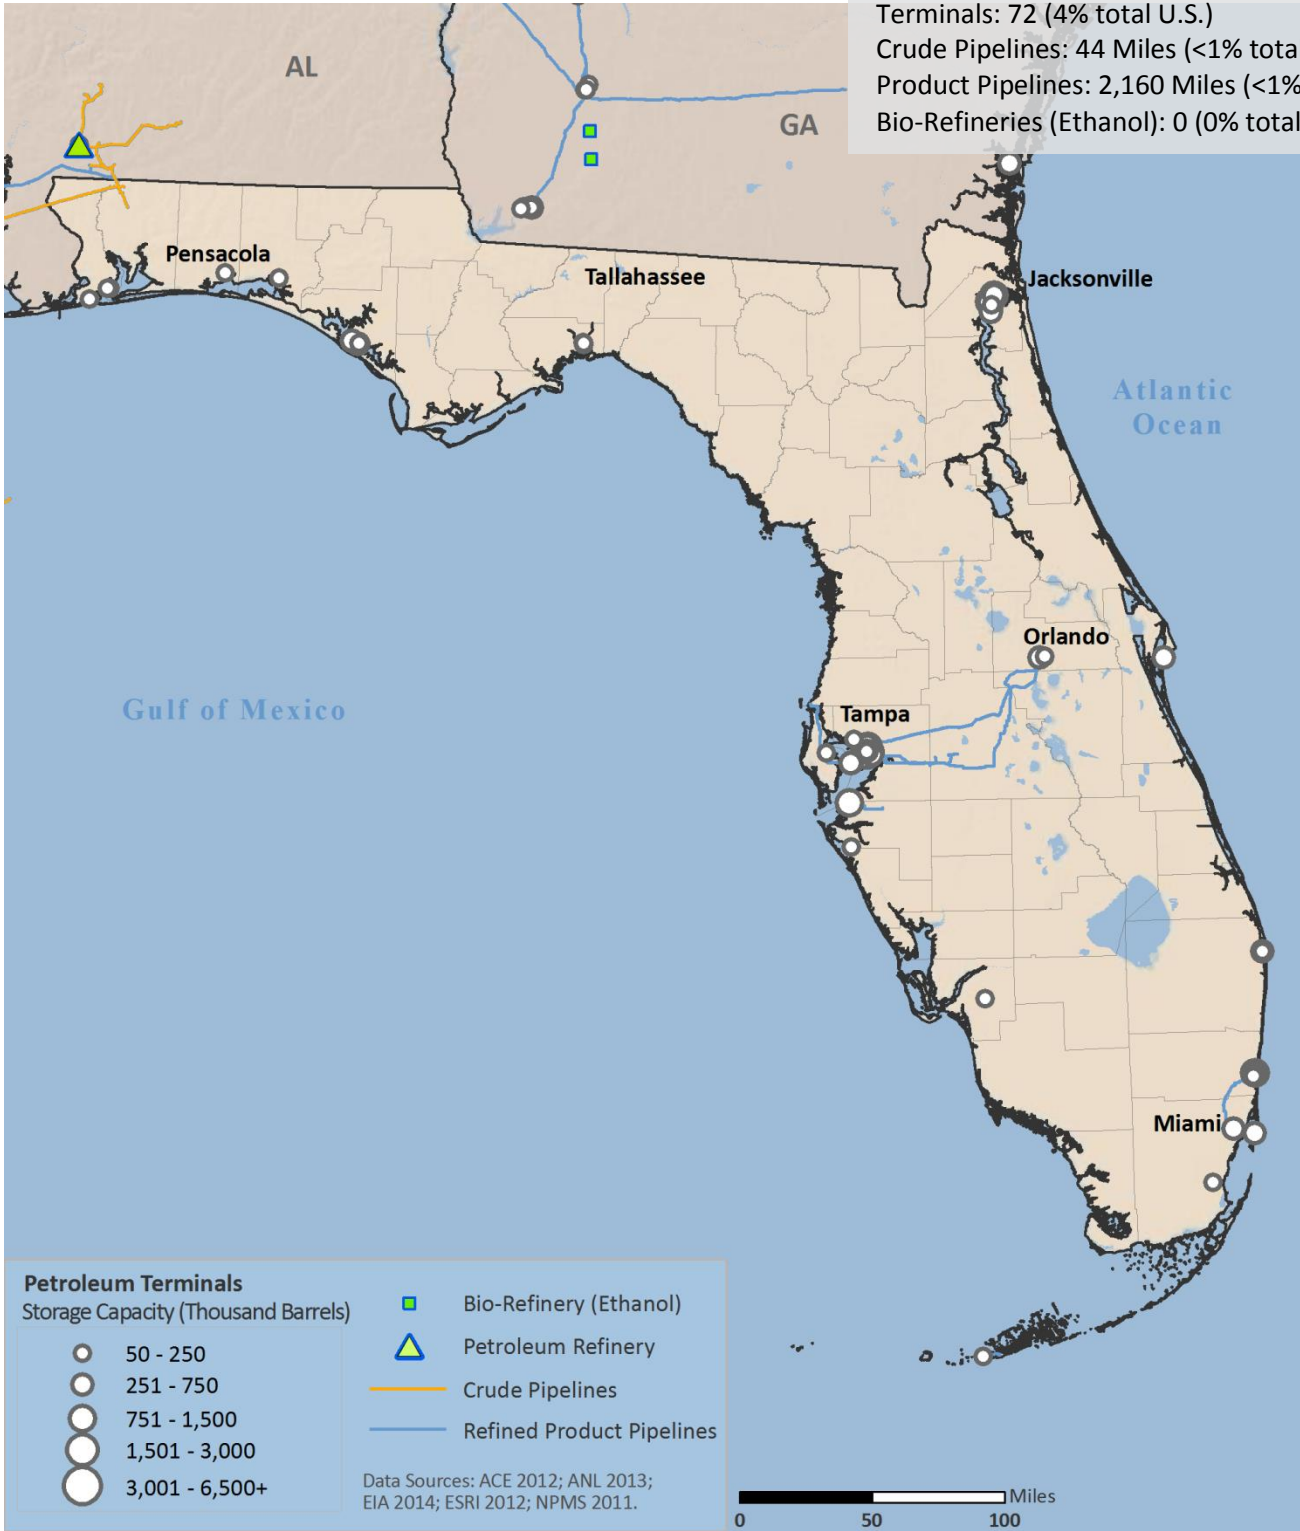 Terminals: 72 (4% total U.S.)
Crude Pipelines: 44 Miles (<1% tota
Product Pipelines: 2,160 Miles (<1%
Bio-Refineries (Ethanol): 0 (0% total
AL
GA
Pensacola
Tallahassee
Jacksonville
Atlantic
Ocean
Orlando
Gulf of Mexico
Tampa
Miami
Petroleum Terminals
Storage Capacity (Thousand Barrels)
50 - 250
251 - 750
751 - 1,500
1,501 - 3,000
3,001 - 6,500+
Bio-Refinery (Ethanol)
Petroleum Refinery
Crude Pipelines
Refined Product Pipelines
Data Sources: ACE 2012; ANL 2013;
EIA 2014; ESRI 2012; NPMS 2011.
Miles
0 50 100